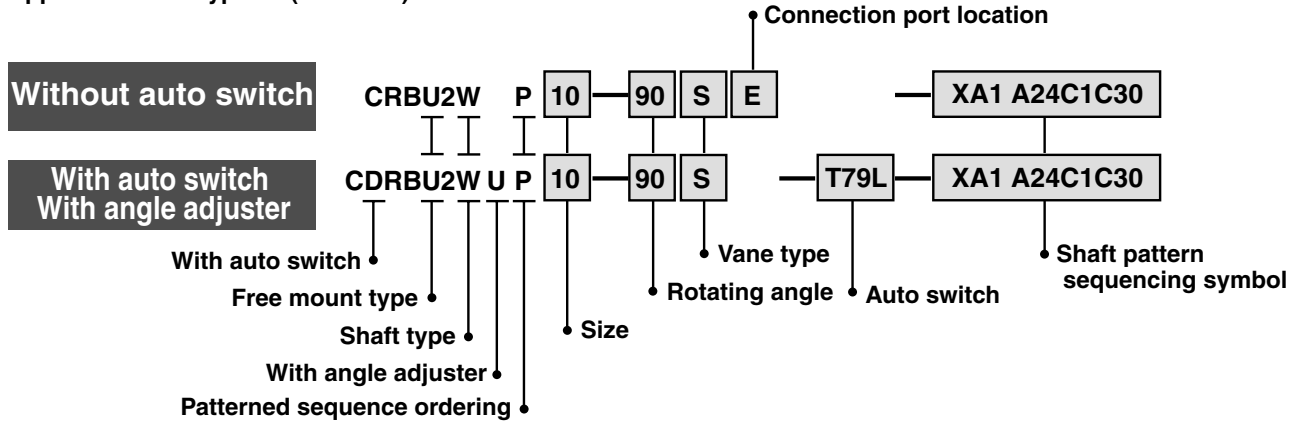 Connection port location
Without auto switch CRBU2W P 10 — 90 S E — XA1 A24C1C30
With auto switch
With angle adjuster
CDRBU2W U P 10 — 90 S — T79L — XA1 A24C1C30
With auto switch
Free mount type
Shaft type
With angle adjuster
Patterned sequence ordering
Size
Rotating angle
Vane type
Auto switch
Shaft pattern
sequencing symbol